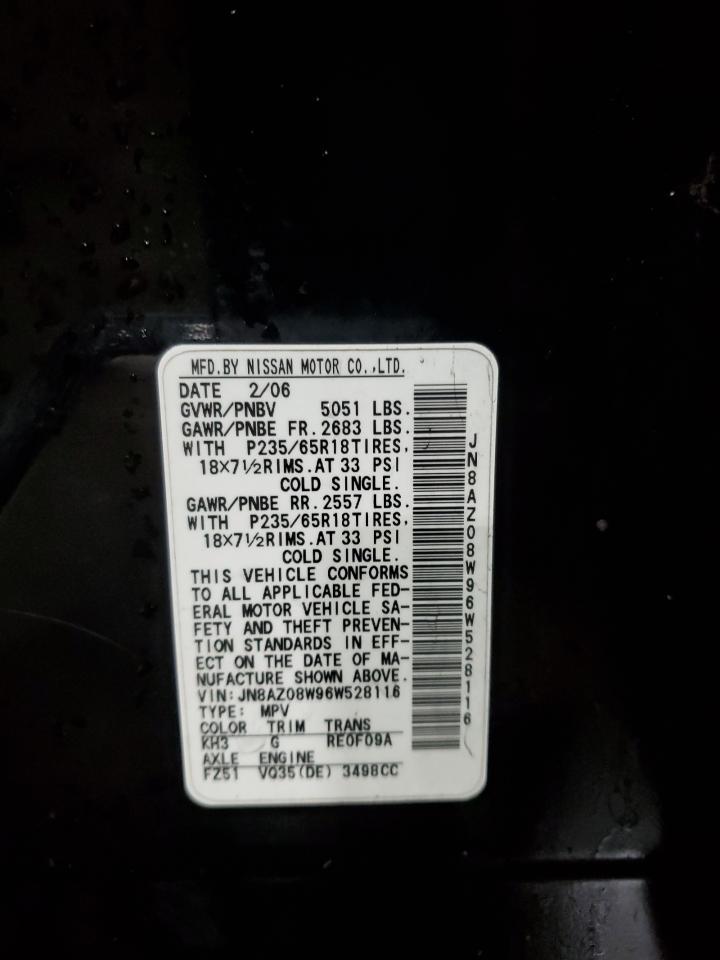 MFD.BY NISSAN MOTOR CO.,LTD.
DATE 2/06
GVWR/PNBV 5051 LBS.
GAWR/PNBE FR.2683 LBS.
WITH P235/65R18TIRES,
18X7½RIMS.AT 33 PSI
COLD SINGLE.
GAWR/PNBE RR.2557 LBS.
WITH P235/65R18TIRES,
18X7½RIMS.AT 33 PSI
COLD SINGLE.
THIS VEHICLE CONFORMS
TO ALL APPLICABLE FED-
ERAL MOTOR VEHICLE SA-
FETY AND THEFT PREVEN-
TION STANDARDS IN EFF-
ECT ON THE DATE OF MA-
NUFACTURE SHOWN ABOVE.
VIN:JN8AZ08W96W528116
TYPE: MPV
COLOR TRIM TRANS
KH3 G RE0F09A
AXLE ENGINE
FZ51 VQ35(DE) 3498CC
JN8AZ08W96W528116